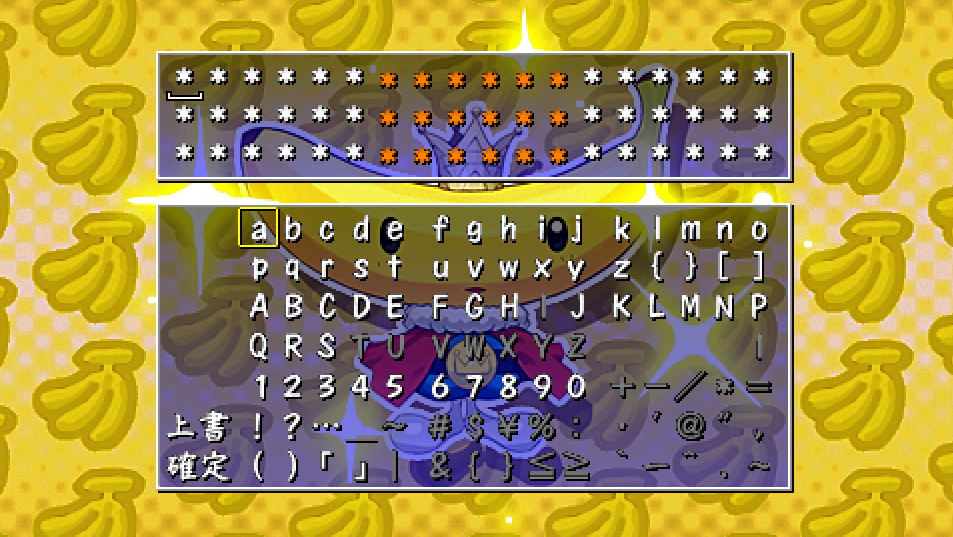 * * * * * * * * * * * * * * * * * *
* * * * * * * * * * * * * * * * * *
* * * * * * * * * * * * * * * * * *
a b c d e f g h i j k l m n o
p q r s t u v w x y z { } [ ]
A B C D E F G H I J K L M N P
Q R S T U V W X Y Z |
1 2 3 4 5 6 7 8 9 0 + − / * =
上書 ! ? … _ ~ # $ ¥ % : · ' @ " 、
確定 ( ) 「 」 | & { } ≦ ≧ ` – ¨ . ~